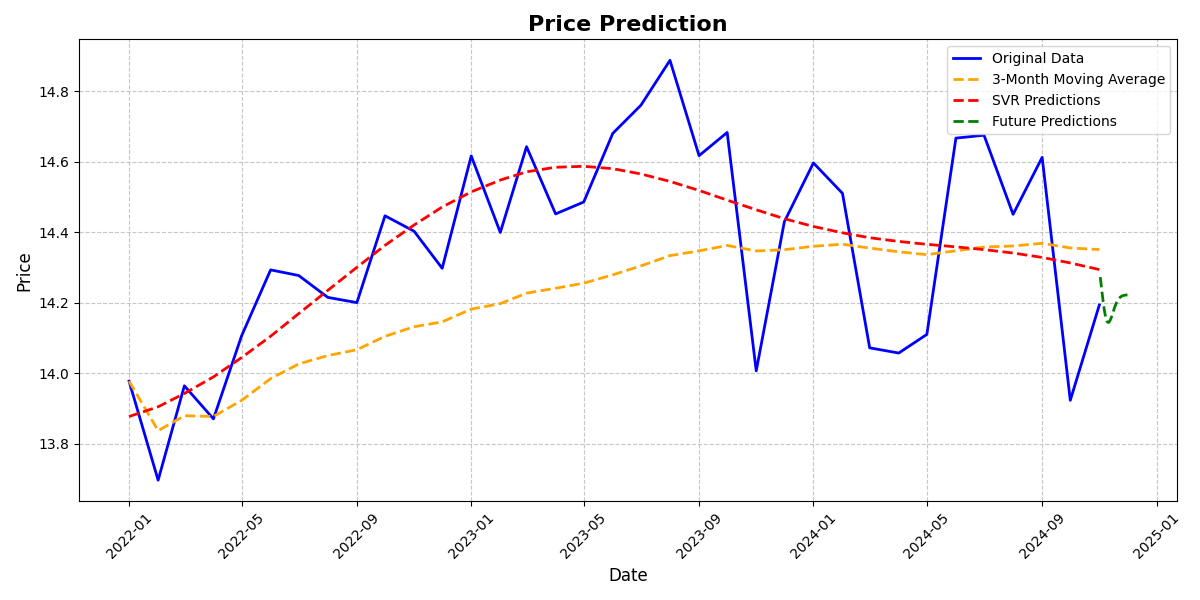 Price Prediction
Original Data
3-Month Moving Average
SVR Predictions
Future Predictions
Price
14.8
14.6
14.4
14.2
14.0
13.8
2022-01
2022-05
2022-09
2023-01
2023-05
2023-09
2024-01
2024-05
2024-09
2025-01
Date